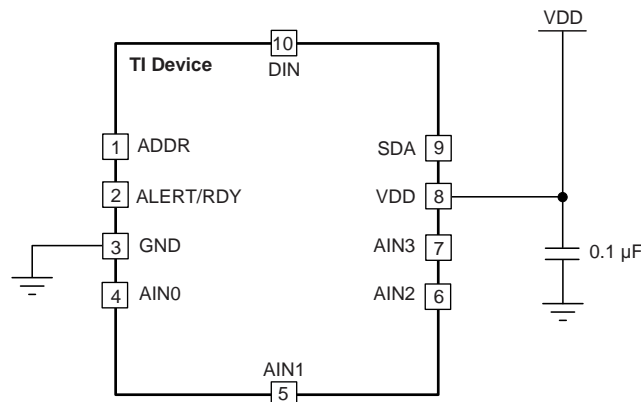 VDD
10
TI Device
DIN
1 ADDR
SDA 9
2 ALERT/RDY
VDD 8
3 GND
AIN3 7
0.1 µF
4 AIN0
AIN2 6
AIN1
5